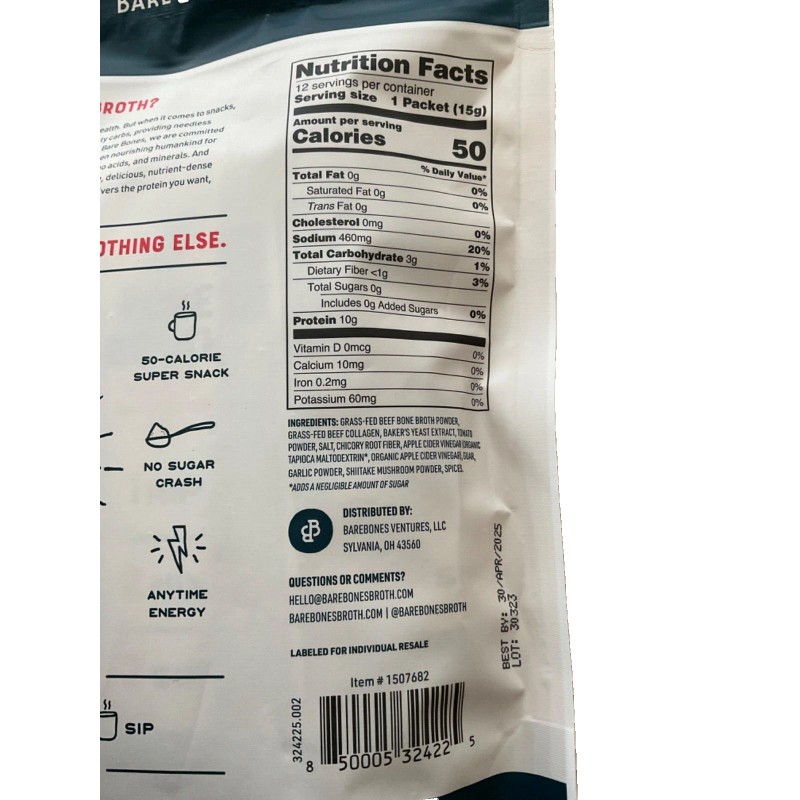 BARE
ROTH?
ealth. But when it comes to snacks,
ty carbs, providing needless
Bare Bones, we are committed
en nourishing humankind for
o acids, and minerals. And
, delicious, nutrient-dense
vers the protein you want,
OTHING ELSE.
50-CALORIE
SUPER SNACK
NO SUGAR
CRASH
ANYTIME
ENERGY
SIP
Nutrition Facts
12 servings per container
Serving size 1 Packet (15g)
Amount per serving
Calories 50
% Daily Value*
Total Fat 0g 0%
Saturated Fat 0g 0%
Trans Fat 0g
Cholesterol 0mg 0%
Sodium 460mg 20%
Total Carbohydrate 3g 1%
Dietary Fiber <1g 3%
Total Sugars 0g
Includes 0g Added Sugars 0%
Protein 10g
Vitamin D 0mcg 0%
Calcium 10mg 0%
Iron 0.2mg 0%
Potassium 60mg 0%
INGREDIENTS: GRASS-FED BEEF BONE BROTH POWDER,
GRASS-FED BEEF COLLAGEN, BAKER'S YEAST EXTRACT, TOMATO
POWDER, SALT, CHICORY ROOT FIBER, APPLE CIDER VINEGAR (ORGANIC
TAPIOCA MALTODEXTRIN*, ORGANIC APPLE CIDER VINEGAR), GUAR,
GARLIC POWDER, SHIITAKE MUSHROOM POWDER, SPICE).
*ADDS A NEGLIGIBLE AMOUNT OF SUGAR
DISTRIBUTED BY:
BAREBONES VENTURES, LLC
SYLVANIA, OH 43560
QUESTIONS OR COMMENTS?
HELLO@BAREBONESBROTH.COM
BAREBONESBROTH.COM | @BAREBONESBROTH
LABELED FOR INDIVIDUAL RESALE
Item # 1507682
324225.002
8 50005 32422 5
BEST BY: 30/APR/2025
LOT: 30323